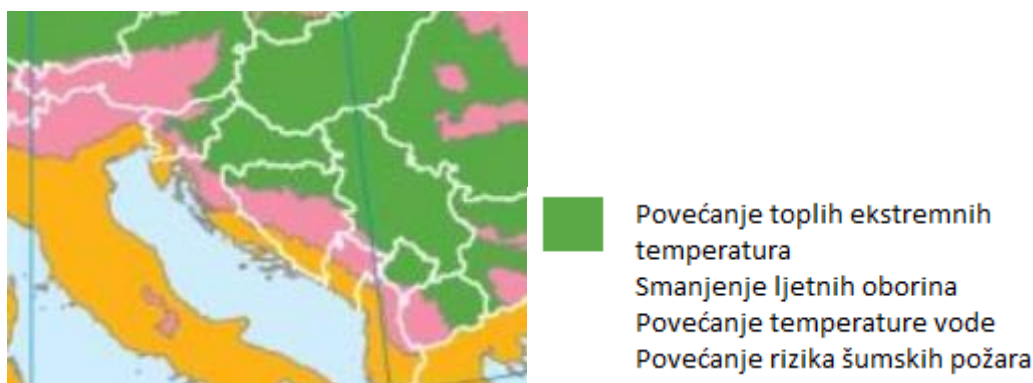 Povećanje toplih ekstremnih
temperatura
Smanjenje ljetnih oborina
Povećanje temperature vode
Povećanje rizika šumskih požara